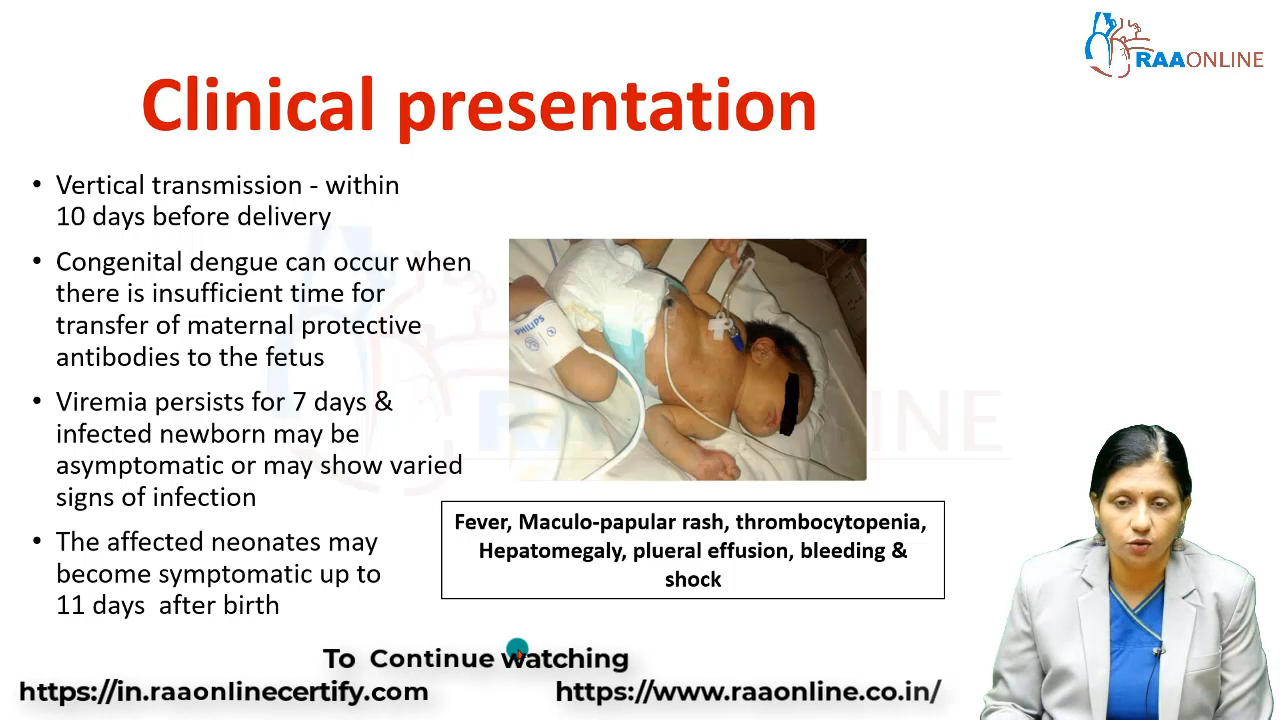 RAAONLINE
Clinical presentation
• Vertical transmission - within
10 days before delivery
• Congenital dengue can occur when
there is insufficient time for
transfer of maternal protective
antibodies to the fetus
• Viremia persists for 7 days &
infected newborn may be
asymptomatic or may show varied
signs of infection
• The affected neonates may
become symptomatic up to
11 days after birth
PHILIPS
RAAONLINE
Fever, Maculo-papular rash, thrombocytopenia,
Hepatomegaly, plueral effusion, bleeding &
shock
To Continue watching
https://in.raaonlinecertify.com
https://www.raaonline.co.in/